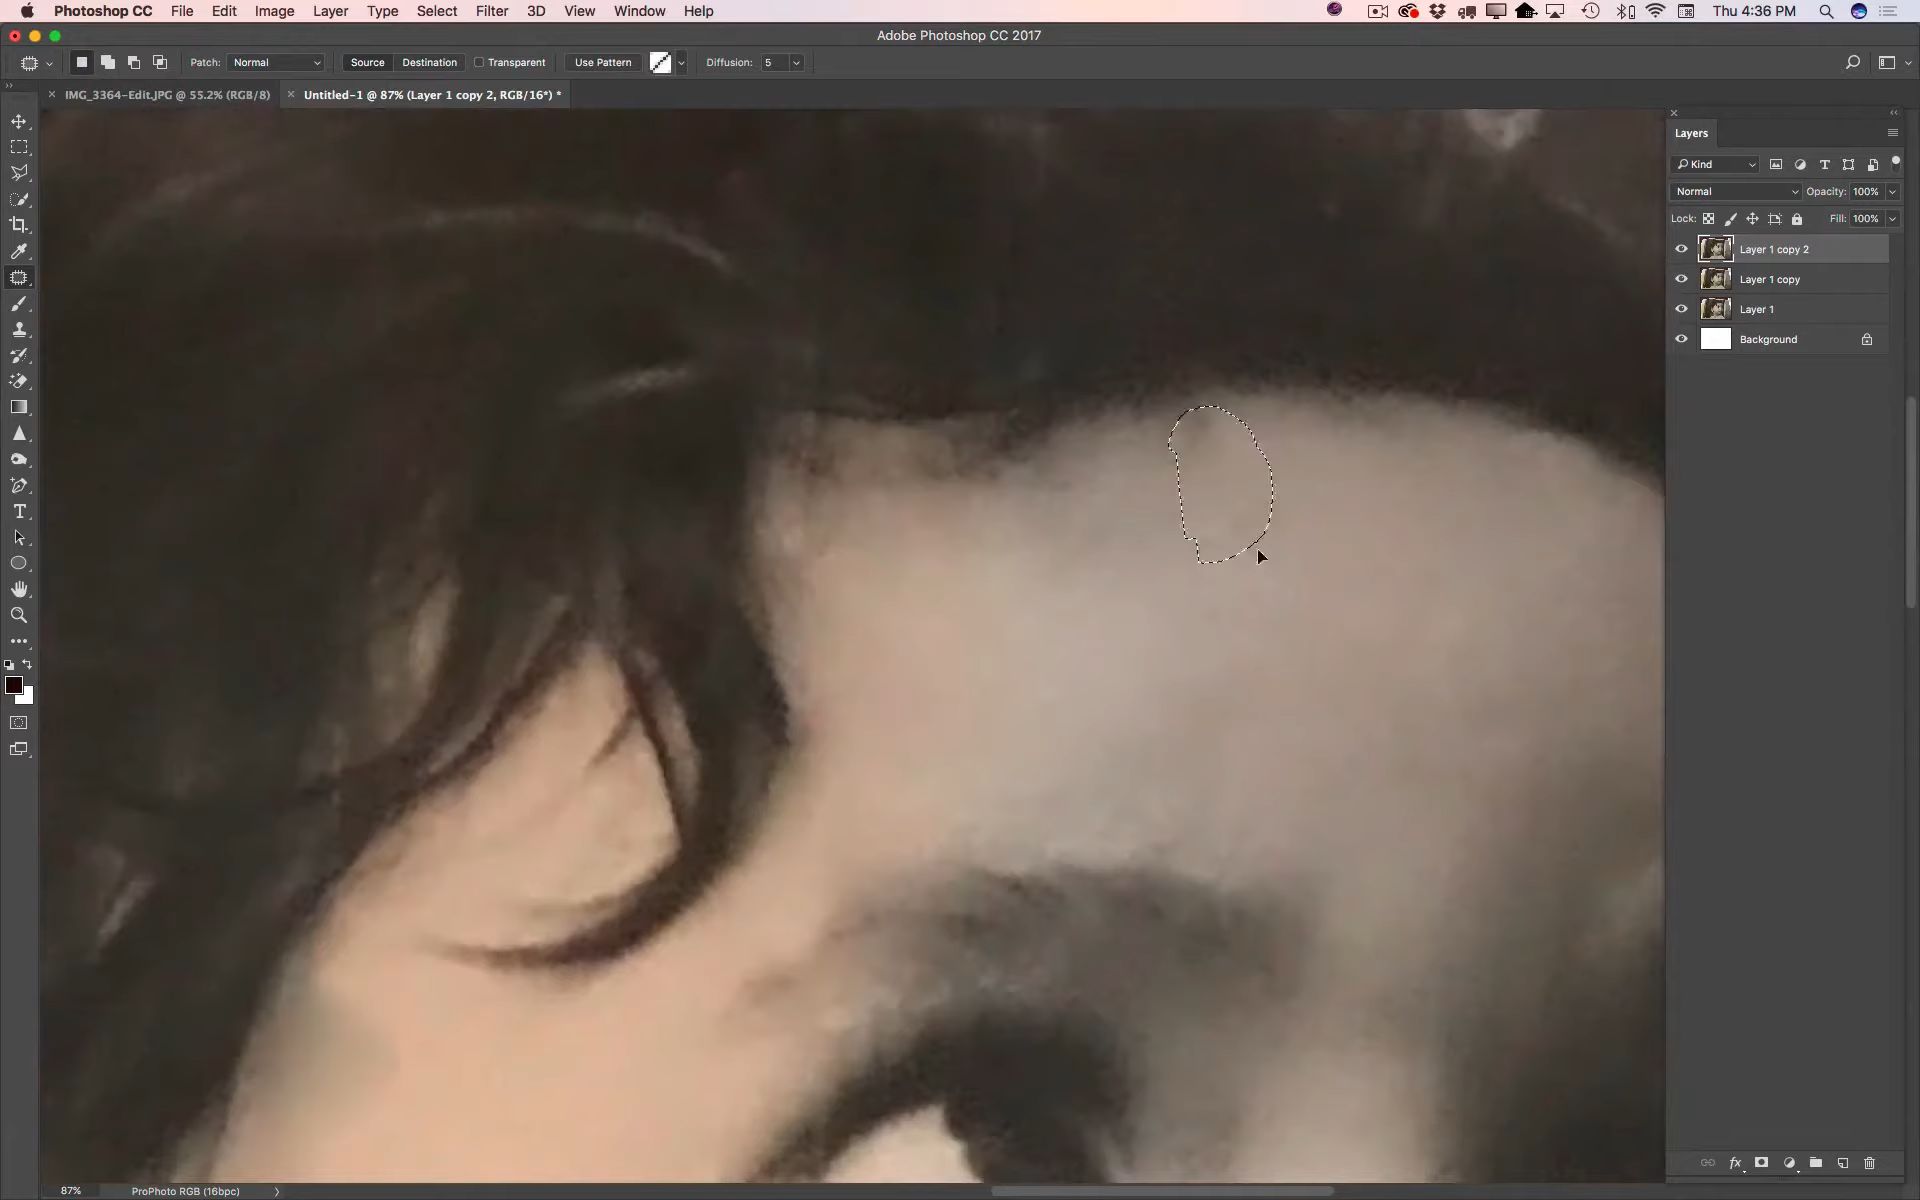 Photoshop CC File Edit Image Layer Type Select Filter 3D View Window Help Thu 4:36 PM
Adobe Photoshop CC 2017
Patch: Normal Source Destination Transparent Use Pattern Diffusion: 5
IMG_3364-Edit.JPG @ 55.2% (RGB/8) Untitled-1 @ 87% (Layer 1 copy 2, RGB/16*) *
Layers
Kind
Normal Opacity: 100%
Lock: Fill: 100%
Layer 1 copy 2
Layer 1 copy
Layer 1
Background
87% ProPhoto RGB (16bpc)